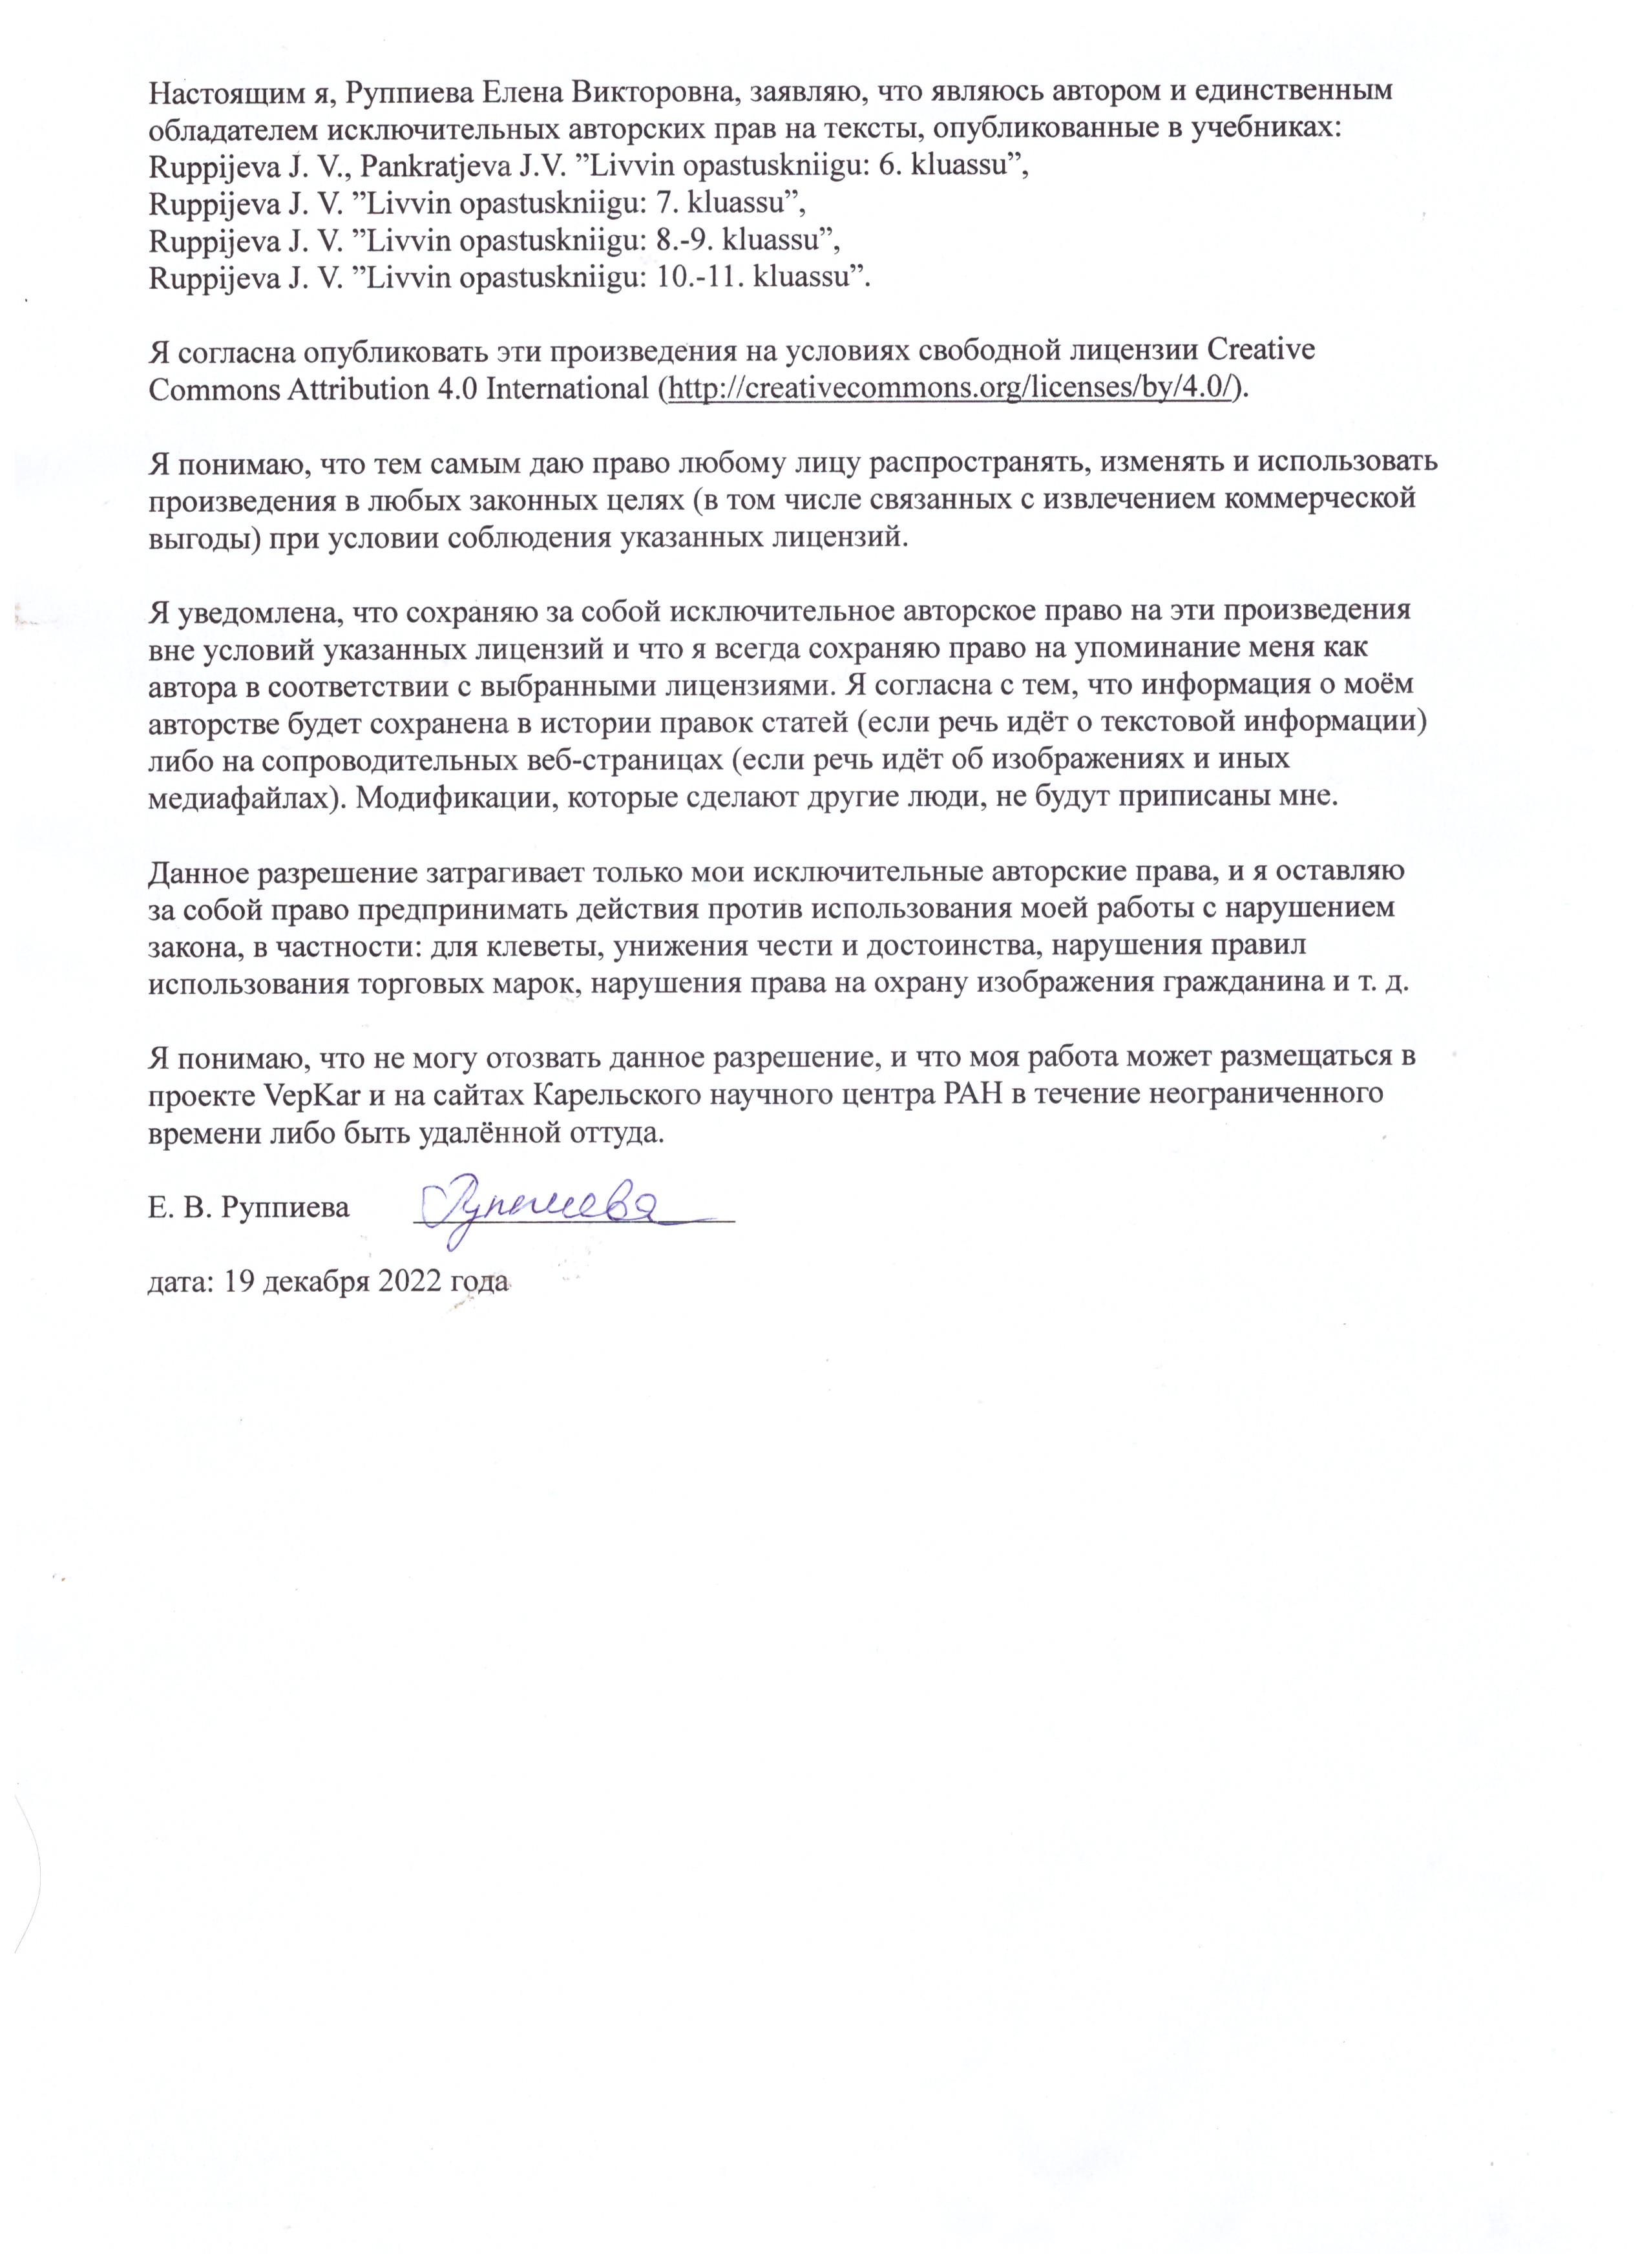 Настоящим я, Руппиева Елена Викторовна, заявляю, что являюсь автором и единственным
обладателем исключительных авторских прав на тексты, опубликованные в учебниках:
Ruppijeva J. V., Pankratjeva J.V. ”Livvin opastuskniigu: 6. kluassu”,
Ruppijeva J. V. ”Livvin opastuskniigu: 7. kluassu”,
Ruppijeva J. V. ”Livvin opastuskniigu: 8.-9. kluassu”,
Ruppijeva J. V. ”Livvin opastuskniigu: 10.-11. kluassu”.
Я согласна опубликовать эти произведения на условиях свободной лицензии Creative
Commons Attribution 4.0 International (http://creativecommons.org/licenses/by/4.0/).
Я понимаю, что тем самым даю право любому лицу распространять, изменять и использовать
произведения в любых законных целях (в том числе связанных с извлечением коммерческой
выгоды) при условии соблюдения указанных лицензий.
Я уведомлена, что сохраняю за собой исключительное авторское право на эти произведения
вне условий указанных лицензий и что я всегда сохраняю право на упоминание меня как
автора в соответствии с выбранными лицензиями. Я согласна с тем, что информация о моём
авторстве будет сохранена в истории правок статей (если речь идёт о текстовой информации)
либо на сопроводительных веб-страницах (если речь идёт об изображениях и иных
медиафайлах). Модификации, которые сделают другие люди, не будут приписаны мне.
Данное разрешение затрагивает только мои исключительные авторские права, и я оставляю
за собой право предпринимать действия против использования моей работы с нарушением
закона, в частности: для клеветы, унижения чести и достоинства, нарушения правил
использования торговых марок, нарушения права на охрану изображения гражданина и т. д.
Я понимаю, что не могу отозвать данное разрешение, и что моя работа может размещаться в
проекте VepKar и на сайтах Карельского научного центра РАН в течение неограниченного
времени либо быть удалённой оттуда.
Е. В. Руппиева Руппиева
дата: 19 декабря 2022 года